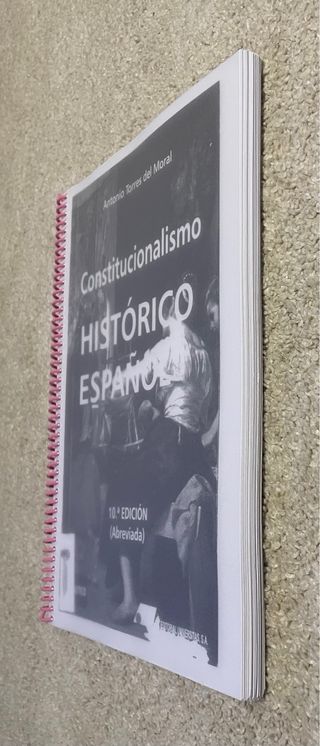 Antonio Torres del Moral
Constitucionalismo
HISTÓRICO
ESPAÑOL
10.ª EDICIÓN
(Abreviada)